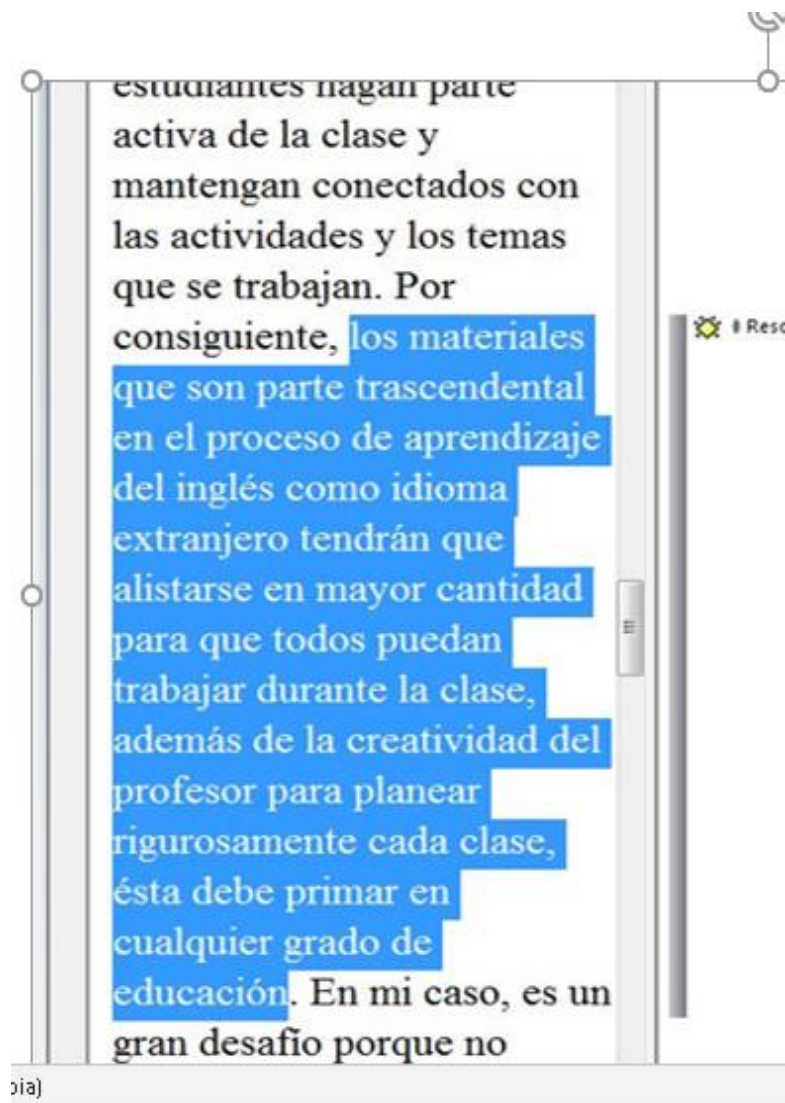 estudiantes hagan parte
activa de la clase y
mantengan conectados con
las actividades y los temas
que se trabajan. Por
consiguiente, los materiales
que son parte trascendental
en el proceso de aprendizaje
del inglés como idioma
extranjero tendrán que
alistarse en mayor cantidad
para que todos puedan
trabajar durante la clase,
además de la creatividad del
profesor para planear
rigurosamente cada clase,
ésta debe primar en
cualquier grado de
educación. En mi caso, es un
gran desafío porque no